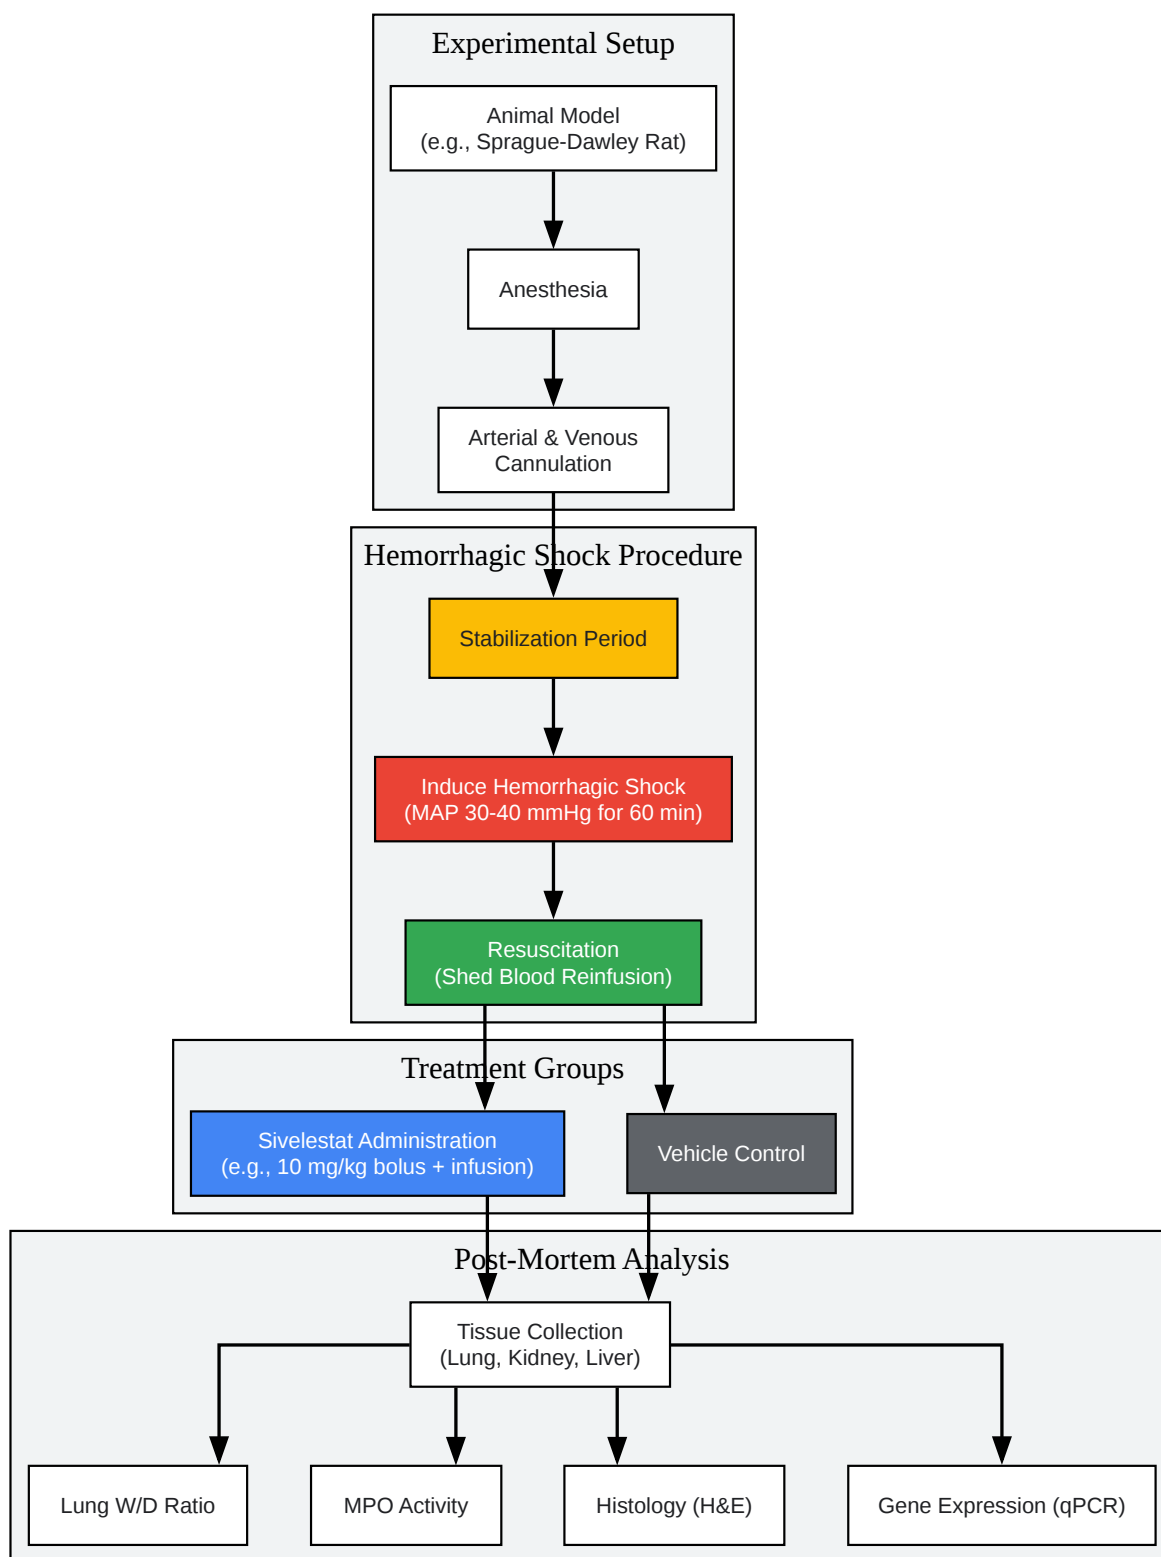 Experimental Setup
Animal Model
(e.g., Sprague-Dawley Rat)
Anesthesia
Arterial & Venous
Cannulation
Hemorrhagic Shock Procedure
Stabilization Period
Induce Hemorrhagic Shock
(MAP 30-40 mmHg for 60 min)
Resuscitation
(Shed Blood Reinfusion)
Treatment Groups
Sivelestat Administration
(e.g., 10 mg/kg bolus + infusion)
Vehicle Control
Post-Mortem Analysis
Tissue Collection
(Lung, Kidney, Liver)
Lung W/D Ratio
MPO Activity
Histology (H&E)
Gene Expression (qPCR)